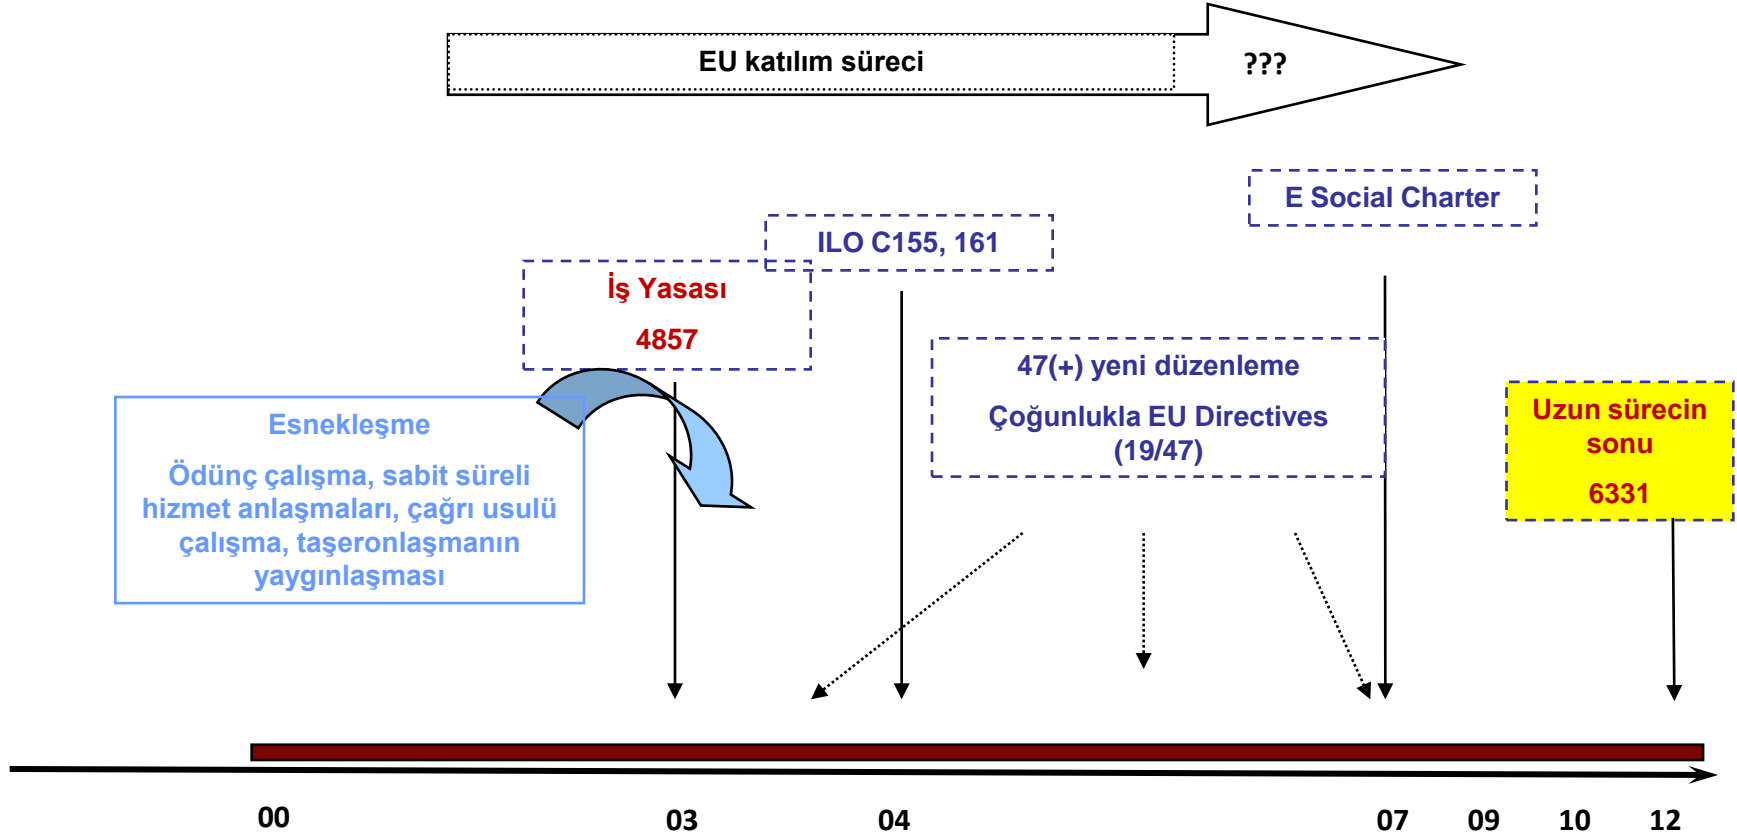 EU katılım süreci
???
E Social Charter
ILO C155, 161
İş Yasası
4857
47(+) yeni düzenleme
Çoğunlukla EU Directives
(19/47)
Uzun sürecin
sonu
6331
Esnekleşme
Ödünç çalışma, sabit süreli
hizmet anlaşmaları, çağrı usulü
çalışma, taşeronlaşmanın
yaygınlaşması
00
03
04
07
09
10
12